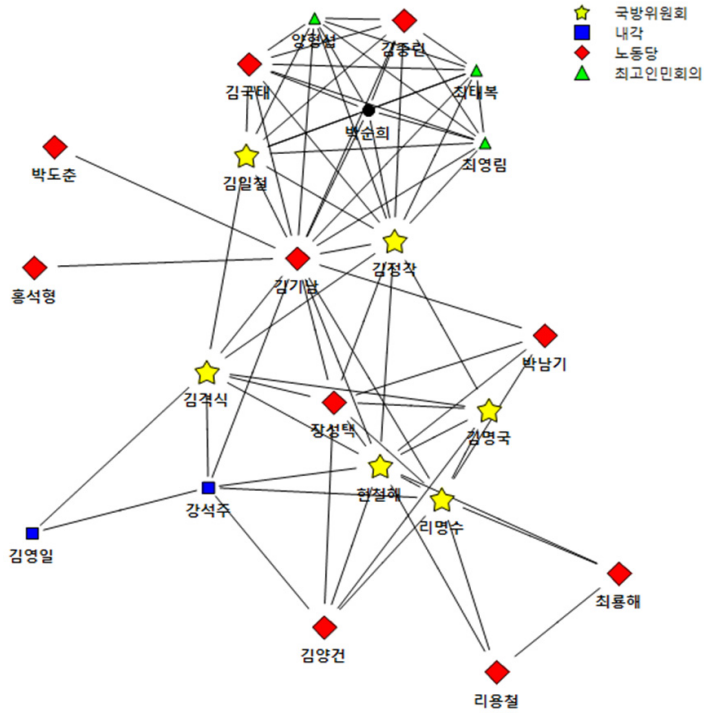 국방위원회
내각
노동당
최고인민회의
양형섭
김중린
김국태
최태복
박순희
최영림
박도춘
김일철
김정각
김기남
홍석형
박남기
김격식
장성택
김명국
현철해
강석주
리명수
김영일
최룡해
김양건
리용철